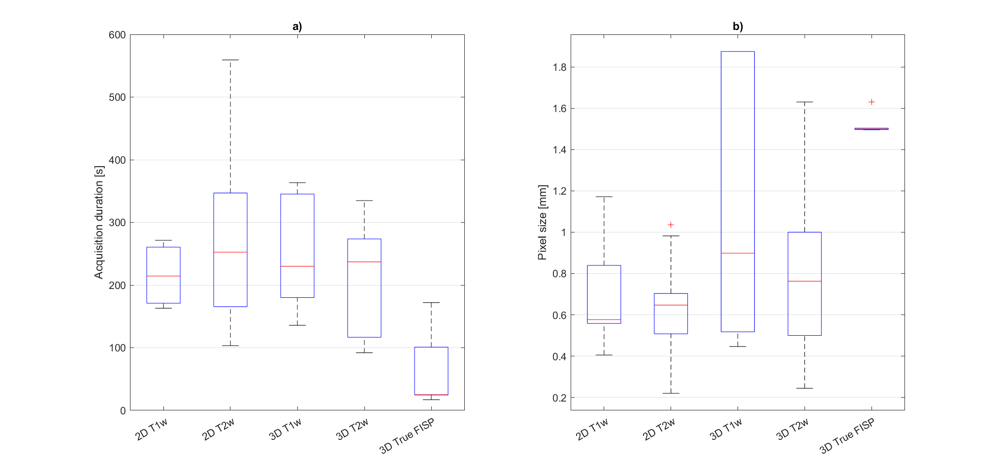 a)
600
500
400
300
200
100
0
Acquisition duration [s]
2D T1w
2D T2w
3D T1w
3D T2w
3D True FISP
b)
1.8
1.6
1.4
1.2
1
0.8
0.6
0.4
0.2
Pixel size [mm]
2D T1w
2D T2w
3D T1w
3D T2w
3D True FISP